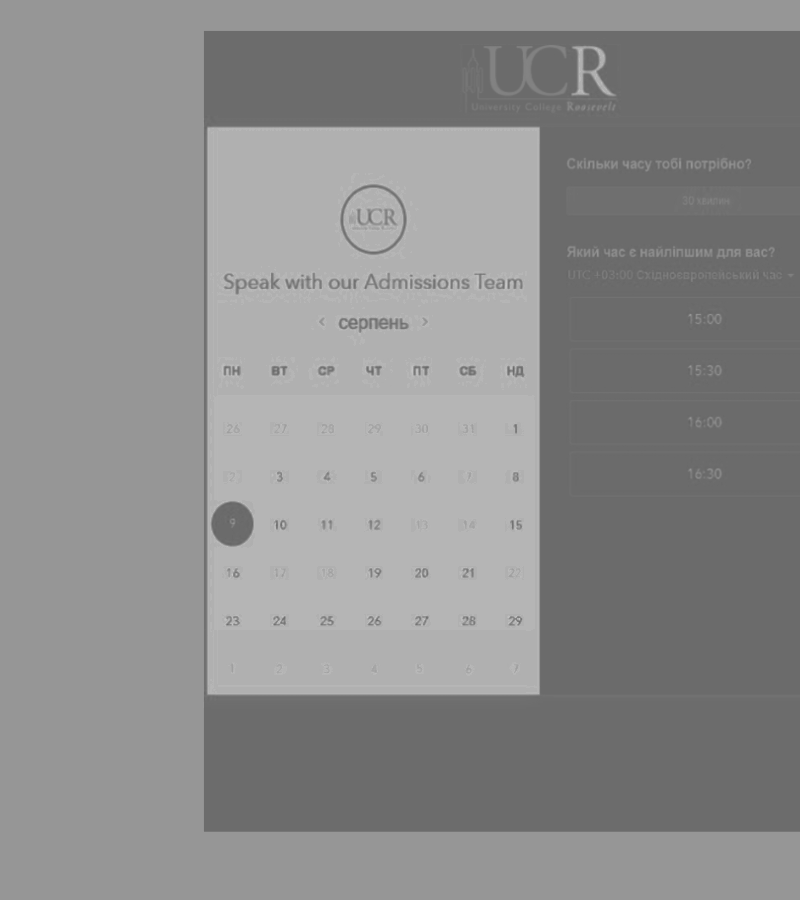 UCR
University College Roosevelt
UCR
Speak with our Admissions Team
‹ серпень ›
ПН ВТ СР ЧТ ПТ СБ НД
26 27 28 29 30 31 1
2 3 4 5 6 7 8
9 10 11 12 13 14 15
16 17 18 19 20 21 22
23 24 25 26 27 28 29
1 2 3 4 5 6
Скільки часу тобі потрібно?
30 хвилин
Який час є найліпшим для вас?
UTC +03:00 Східноєвропейський час
15:00
15:30
16:00
16:30